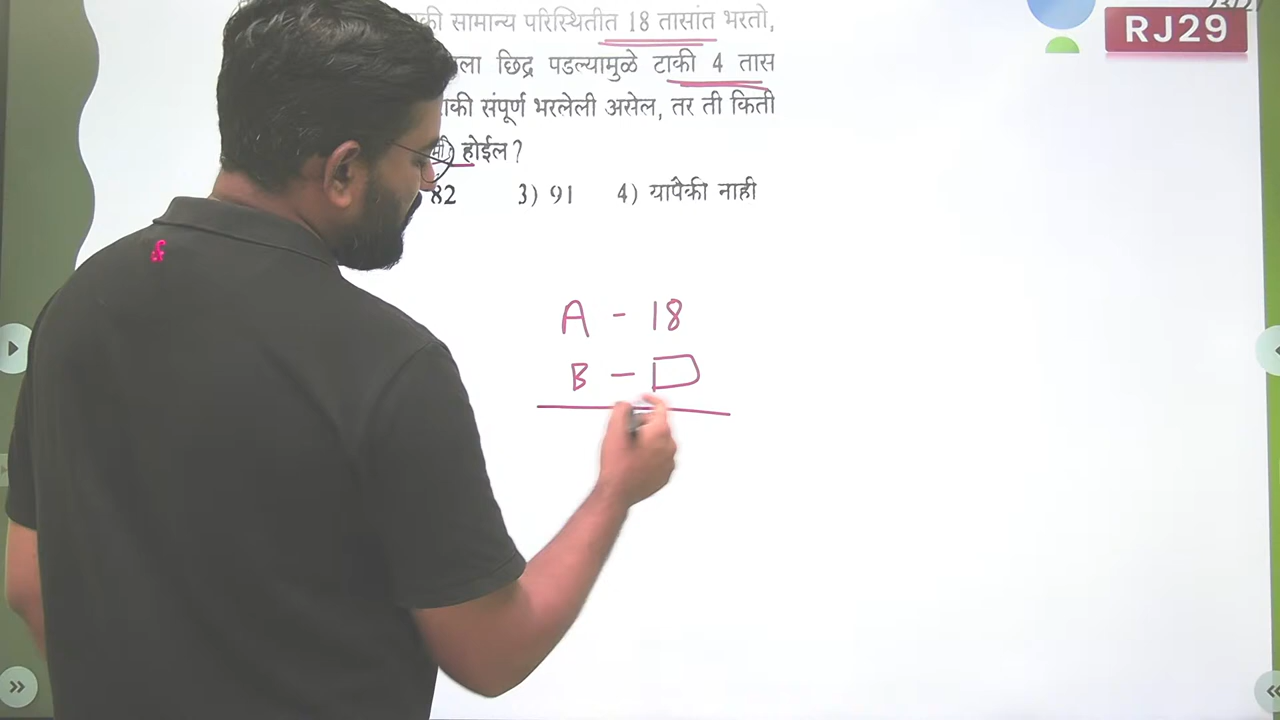 की सामान्य परिस्थितीत 18 तासांत भरतो,
RJ29
ला छिद्र पडल्यामुळे टाकी 4 तास
की संपूर्ण भरलेली असेल, तर ती किती
होईल ?
82 3) 91 4) यापैकी नाही
A - 18
B -